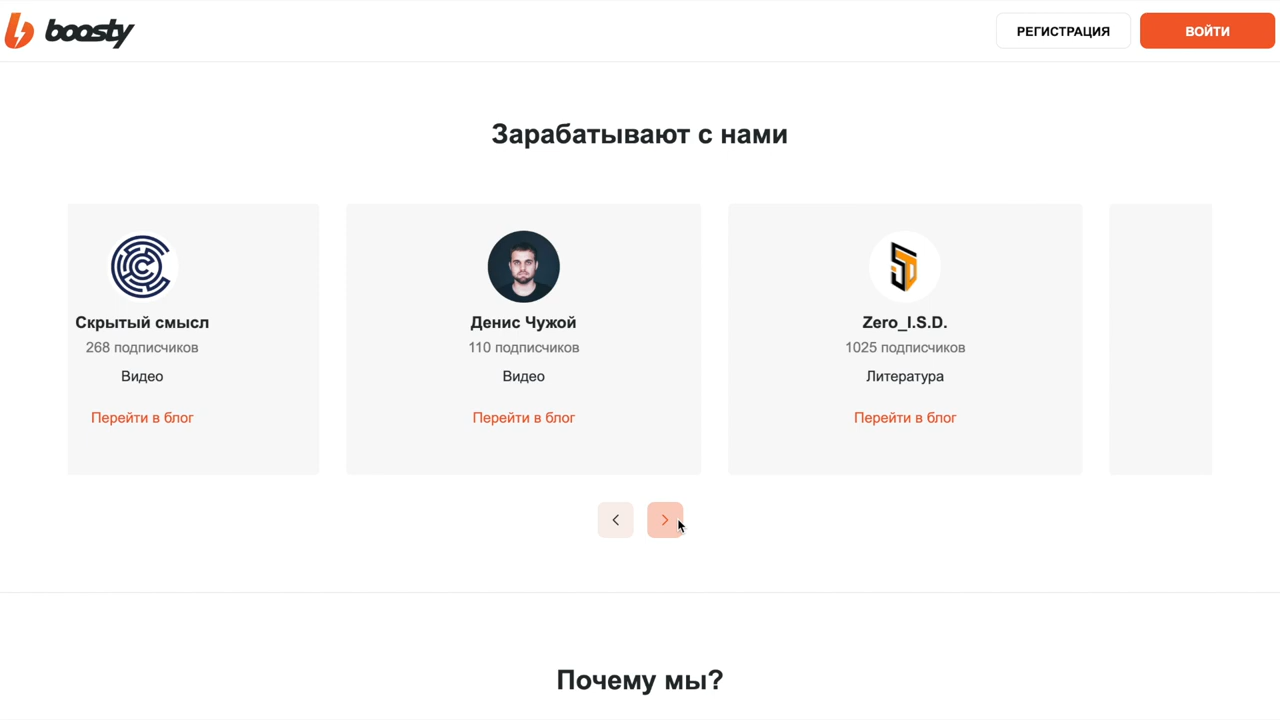 boosty
РЕГИСТРАЦИЯ
ВОЙТИ
Зарабатывают с нами
Скрытый смысл
268 подписчиков
Видео
Перейти в блог
Денис Чужой
110 подписчиков
Видео
Перейти в блог
Zero_I.S.D.
1025 подписчиков
Литература
Перейти в блог
Почему мы?